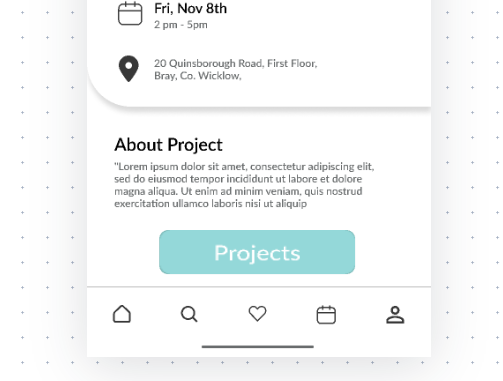 Fri, Nov 8th
2 pm - 5pm
20 Quinsborough Road, First Floor,
Bray, Co. Wicklow,
About Project
"Lorem ipsum dolor sit amet, consectetur adipiscing elit,
sed do eiusmod tempor incididunt ut labore et dolore
magna aliqua. Ut enim ad minim veniam, quis nostrud
exercitation ullamco laboris nisi ut aliquip
Projects